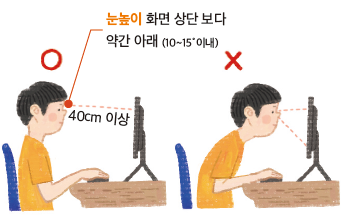 눈높이 화면 상단 보다
약간 아래 (10~15˚이내)
40cm 이상